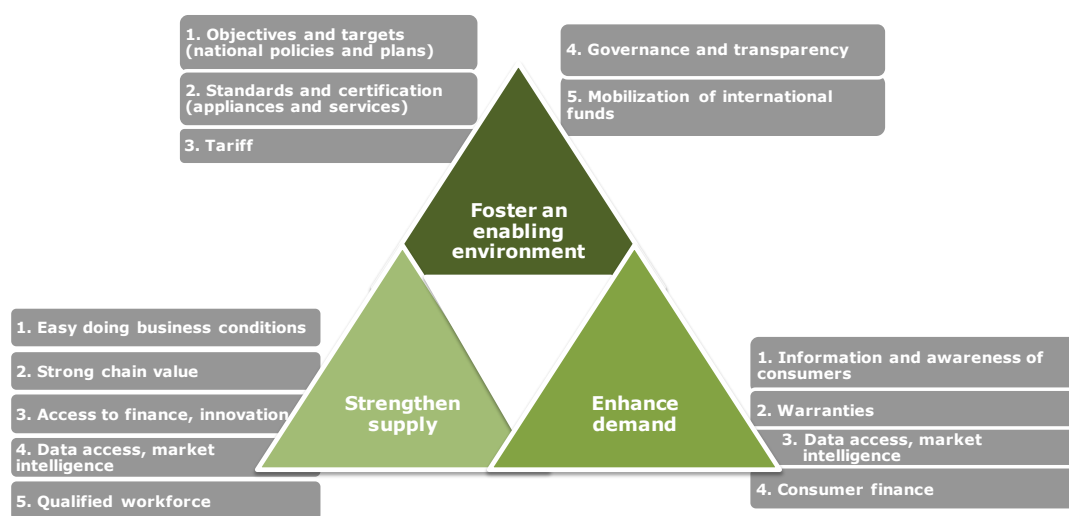 1. Objectives and targets
(national policies and plans)
2. Standards and certification
(appliances and services)
3. Tariff
4. Governance and transparency
5. Mobilization of international
funds
Foster an
enabling
environment
1. Easy doing business conditions
2. Strong chain value
3. Access to finance, innovation
4. Data access, market
intelligence
5. Qualified workforce
Strengthen
supply
Enhance
demand
1. Information and awareness of
consumers
2. Warranties
3. Data access, market
intelligence
4. Consumer finance